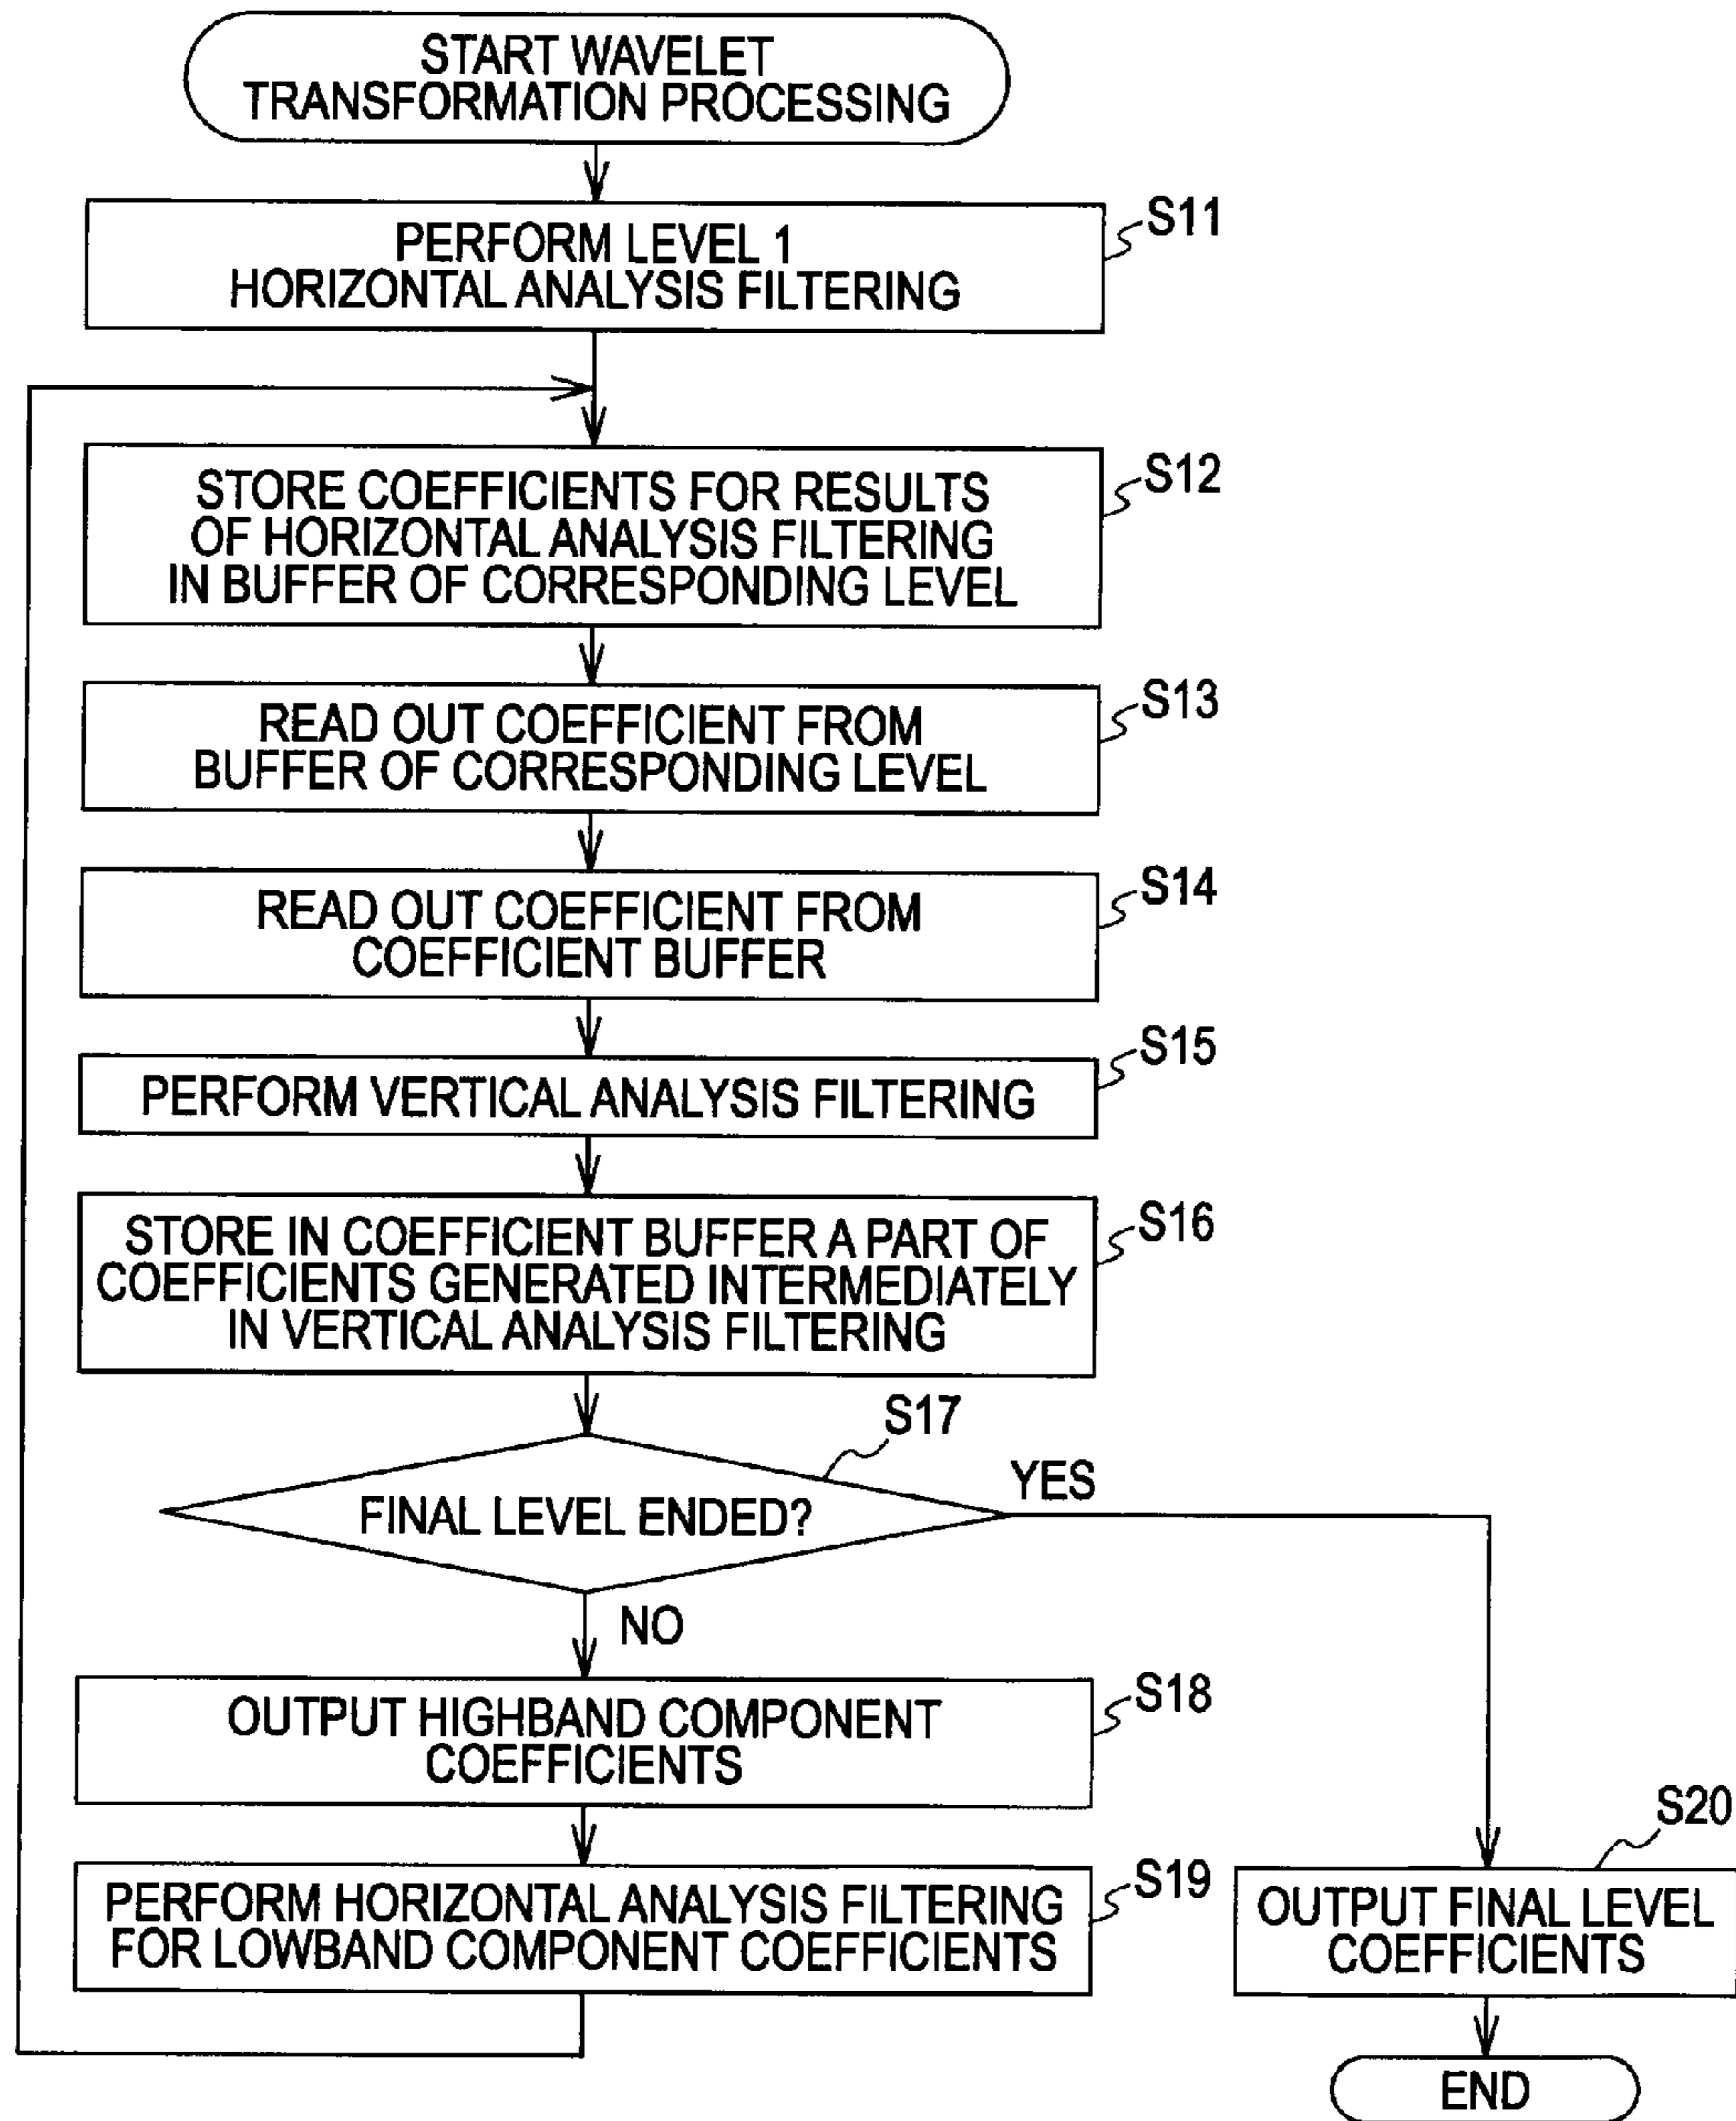 START WAVELET
TRANSFORMATION PROCESSING
S11
PERFORM LEVEL 1
HORIZONTAL ANALYSIS FILTERING
S12
STORE COEFFICIENTS FOR RESULTS
OF HORIZONTAL ANALYSIS FILTERING
IN BUFFER OF CORRESPONDING LEVEL
S13
READ OUT COEFFICIENT FROM
BUFFER OF CORRESPONDING LEVEL
S14
READ OUT COEFFICIENT FROM
COEFFICIENT BUFFER
S15
PERFORM VERTICAL ANALYSIS FILTERING
S16
STORE IN COEFFICIENT BUFFER A PART OF
COEFFICIENTS GENERATED INTERMEDIATELY
IN VERTICAL ANALYSIS FILTERING
S17
FINAL LEVEL ENDED?
YES
NO
S18
OUTPUT HIGHBAND COMPONENT
COEFFICIENTS
S19
PERFORM HORIZONTAL ANALYSIS FILTERING
FOR LOWBAND COMPONENT COEFFICIENTS
S20
OUTPUT FINAL LEVEL
COEFFICIENTS
END